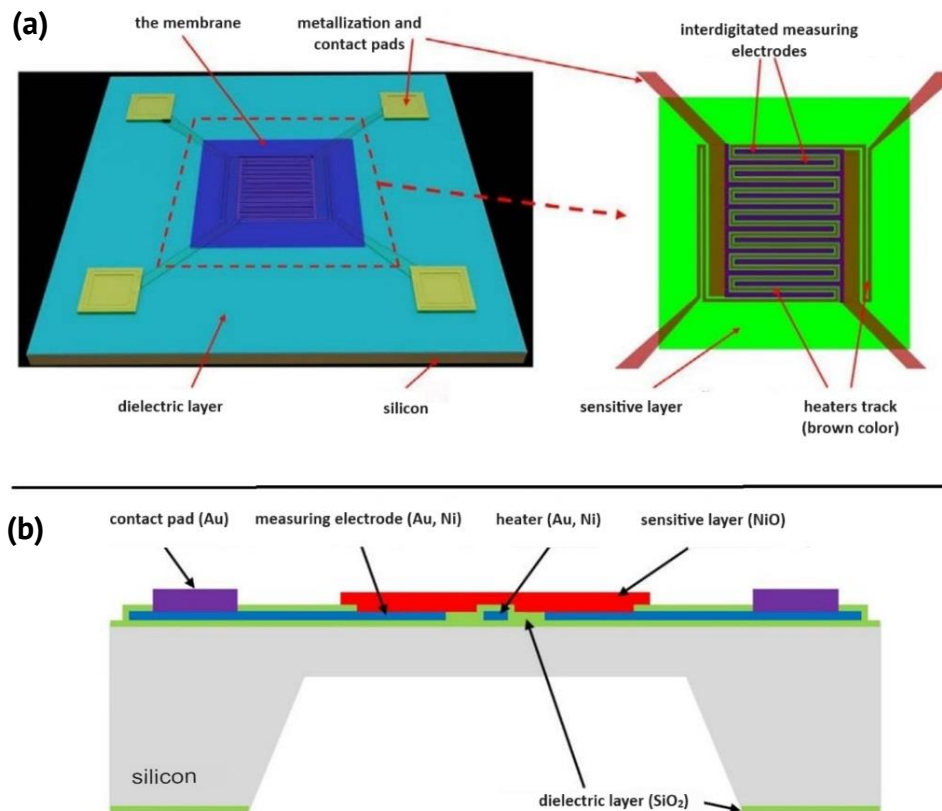 (a)
the membrane
metallization and
contact pads
interdigitated measuring
electrodes
dielectric layer
silicon
sensitive layer
heaters track
(brown color)
(b)
contact pad (Au)
measuring electrode (Au, Ni)
heater (Au, Ni)
sensitive layer (NiO)
silicon
dielectric layer (SiO₂)